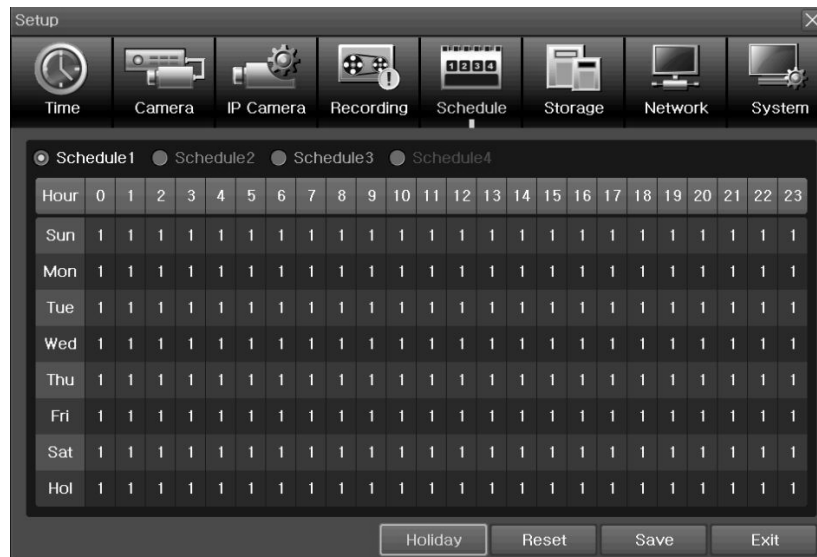 Setup
Time Camera IP Camera Recording Schedule Storage Network System
1 2 3 4
Schedule1 Schedule2 Schedule3 Schedule4
Hour 0 1 2 3 4 5 6 7 8 9 10 11 12 13 14 15 16 17 18 19 20 21 22 23
Sun 1 1 1 1 1 1 1 1 1 1 1 1 1 1 1 1 1 1 1 1 1 1 1 1
Mon 1 1 1 1 1 1 1 1 1 1 1 1 1 1 1 1 1 1 1 1 1 1 1 1
Tue 1 1 1 1 1 1 1 1 1 1 1 1 1 1 1 1 1 1 1 1 1 1 1 1
Wed 1 1 1 1 1 1 1 1 1 1 1 1 1 1 1 1 1 1 1 1 1 1 1 1
Thu 1 1 1 1 1 1 1 1 1 1 1 1 1 1 1 1 1 1 1 1 1 1 1 1
Fri 1 1 1 1 1 1 1 1 1 1 1 1 1 1 1 1 1 1 1 1 1 1 1 1
Sat 1 1 1 1 1 1 1 1 1 1 1 1 1 1 1 1 1 1 1 1 1 1 1 1
Hol 1 1 1 1 1 1 1 1 1 1 1 1 1 1 1 1 1 1 1 1 1 1 1 1
Holiday Reset Save Exit